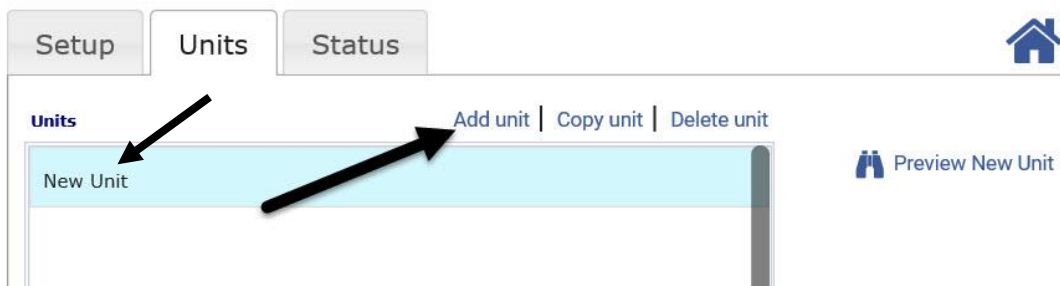 Setup Units Status
Units Add unit | Copy unit | Delete unit
New Unit
Preview New Unit